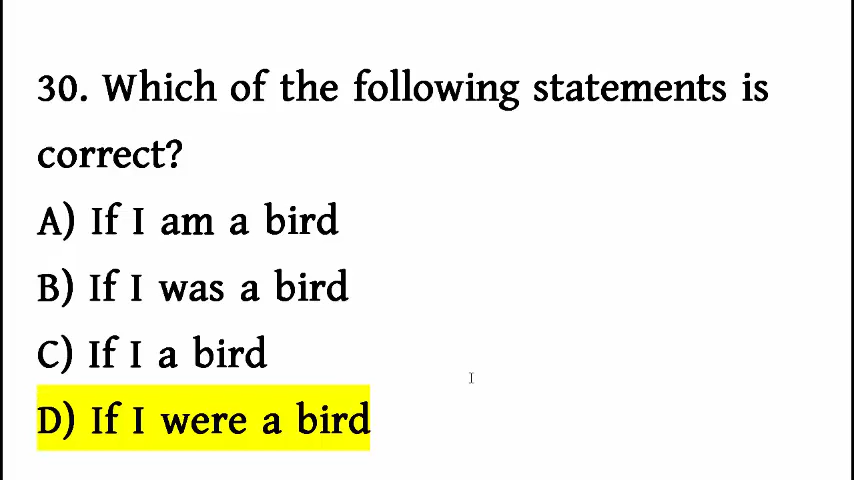 30. Which of the following statements is
correct?
A) If I am a bird
B) If I was a bird
C) If I a bird
D) If I were a bird